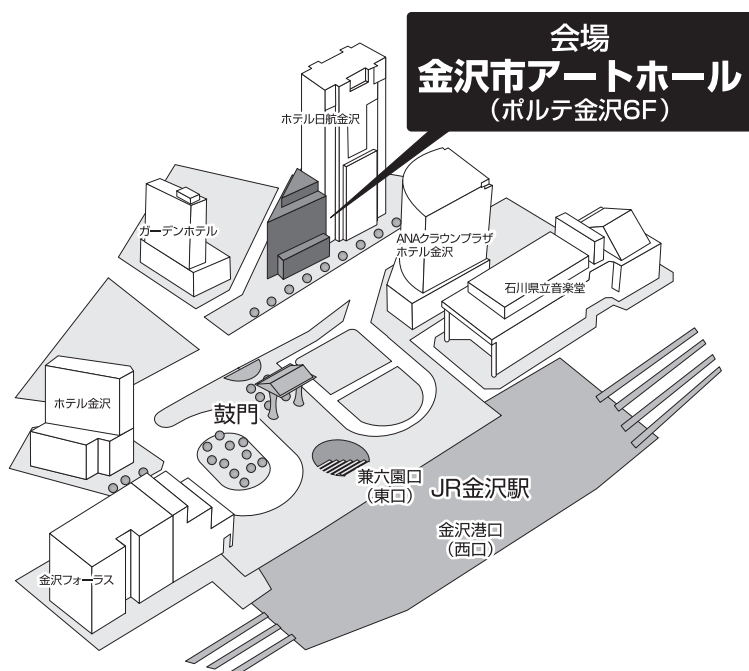 会場
金沢市アートホール
（ポルテ金沢6F）
ホテル日航金沢
ガーデンホテル
ANAクラウンプラザ
ホテル金沢
石川県立音楽堂
ホテル金沢
鼓門
兼六園口
（東口）
JR金沢駅
金沢港口
（西口）
金沢フォーラス